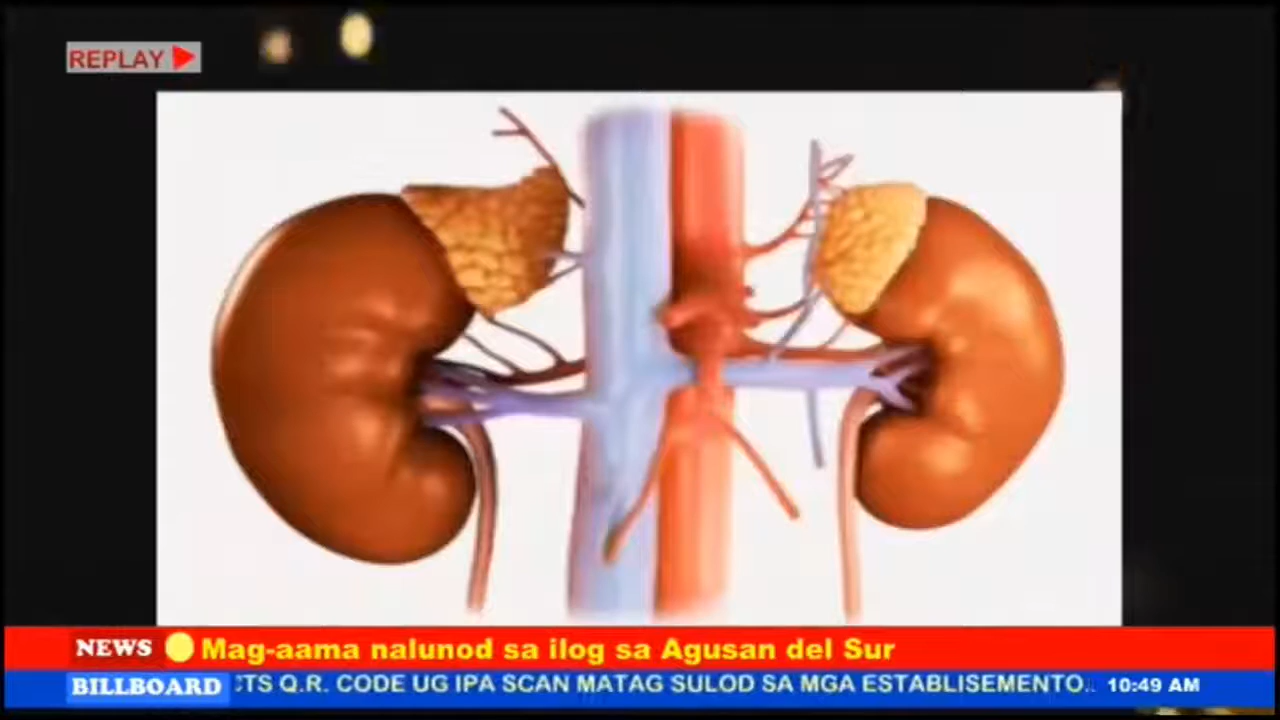 REPLAY
NEWS Mag-aama nalunod sa ilog sa Agusan del Sur
BILLBOARD Q.R. CODE UG IPA SCAN MATAG SULOD SA MGA ESTABLISEMENTO. 10:49 AM